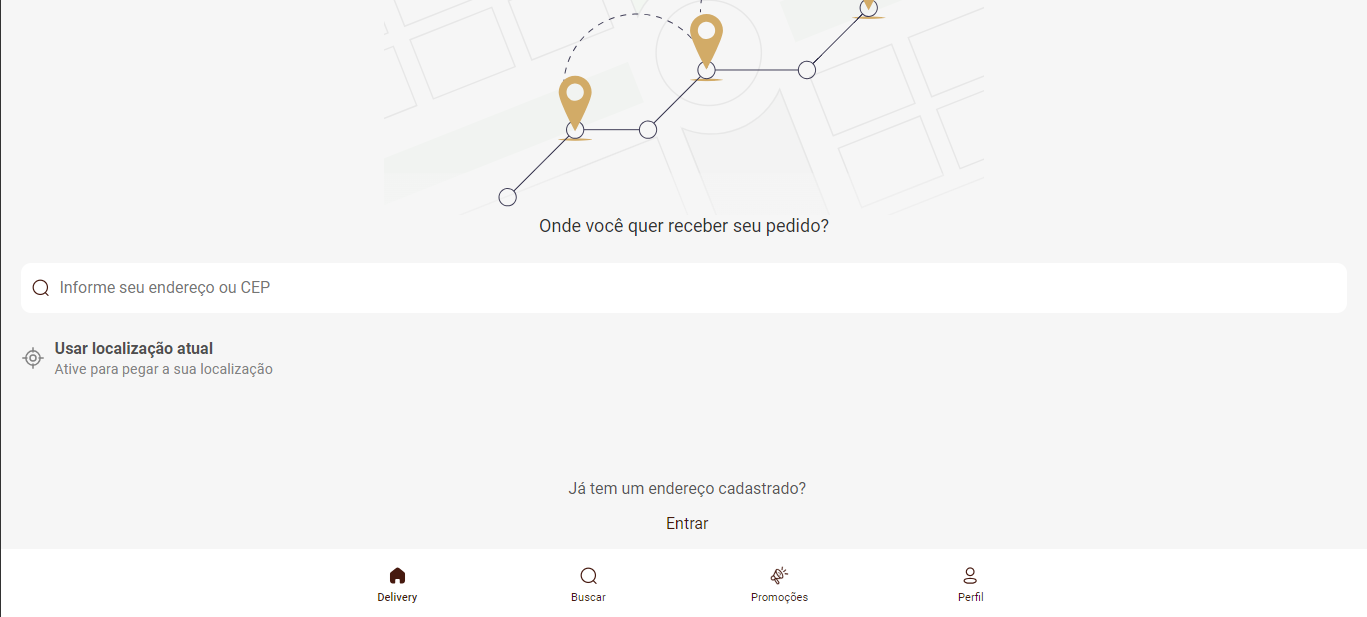 Onde você quer receber seu pedido?
Informe seu endereço ou CEP
Usar localização atual
Ative para pegar a sua localização
Já tem um endereço cadastrado?
Entrar
Delivery
Buscar
Promoções
Perfil